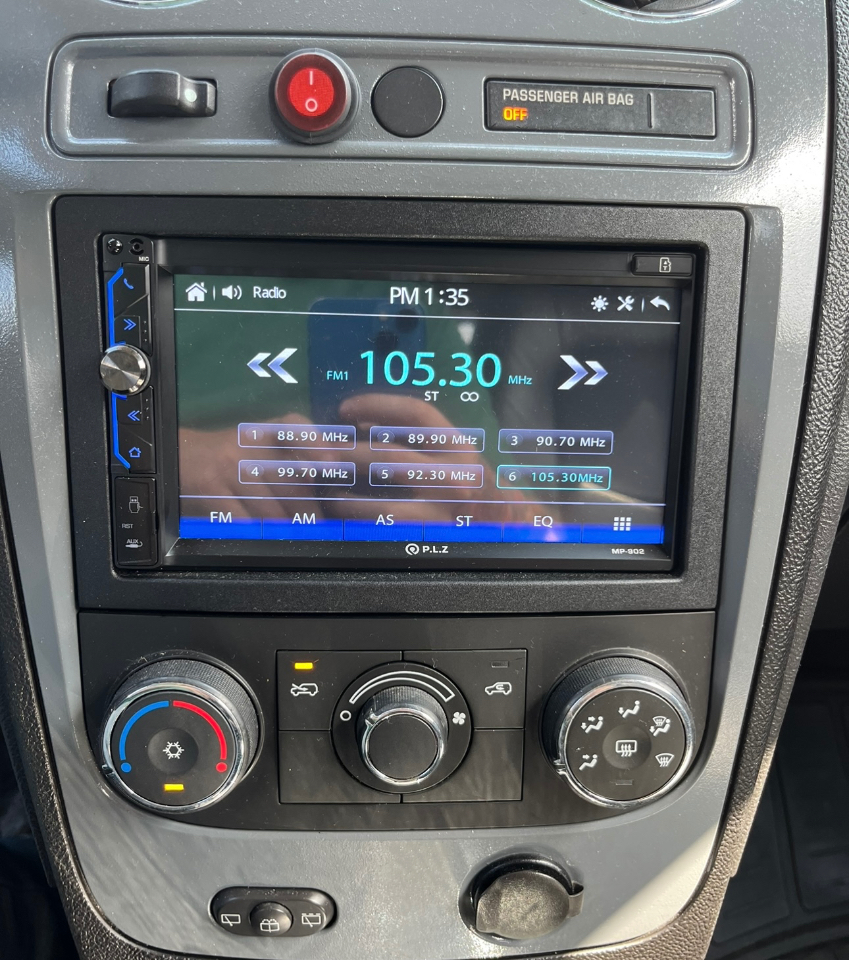 PASSENGER AIR BAG
OFF
MIC
Radio
PM 1:35
FM1 105.30 MHz
ST
1 88.90 MHz
2 89.90 MHz
3 90.70 MHz
4 99.70 MHz
5 92.30 MHz
6 105.30MHz
RST
AUX
FM AM AS ST EQ
P.L.Z
MP-902